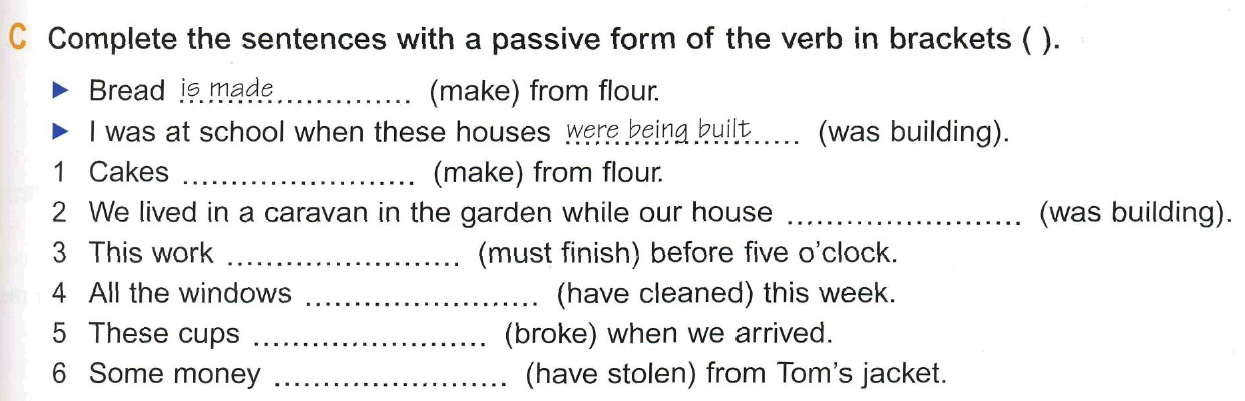 C Complete the sentences with a passive form of the verb in brackets ( ).
► Bread is made................ (make) from flour.
► I was at school when these houses were being built..... (was building).
1 Cakes ........................ (make) from flour.
2 We lived in a caravan in the garden while our house ........................ (was building).
3 This work ........................ (must finish) before five o'clock.
4 All the windows ........................ (have cleaned) this week.
5 These cups ........................ (broke) when we arrived.
6 Some money ........................ (have stolen) from Tom's jacket.